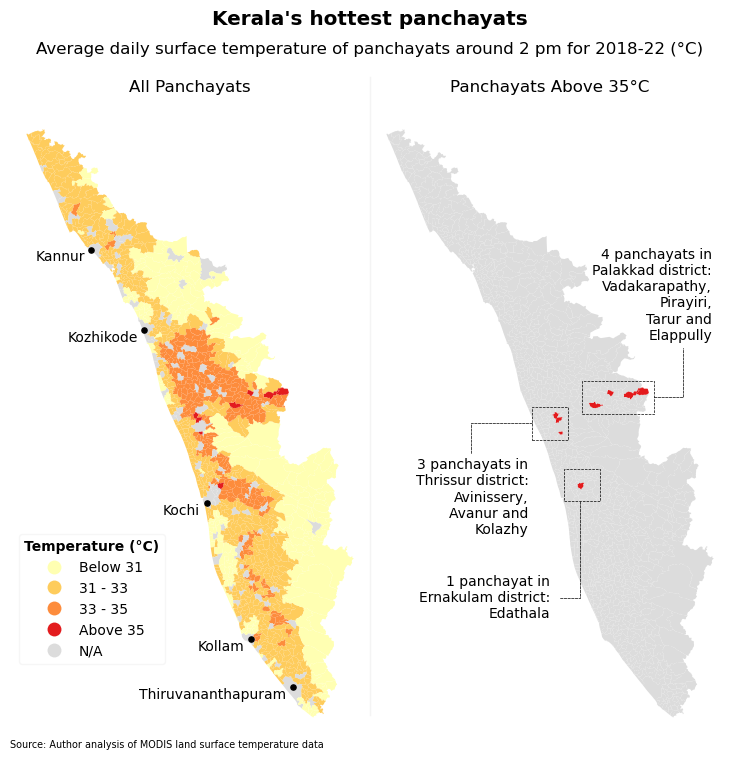 Kerala's hottest panchayats
Average daily surface temperature of panchayats around 2 pm for 2018-22 (°C)
All Panchayats
Kannur
Kozhikode
Kochi
Kollam
Thiruvananthapuram
Temperature (°C)
Below 31
31 - 33
33 - 35
Above 35
N/A
Panchayats Above 35°C
4 panchayats in
Palakkad district:
Vadakarapathy,
Pirayiri,
Tarur and
Elappully
3 panchayats in
Thrissur district:
Avinissery,
Avanur and
Kolazhy
1 panchayat in
Ernakulam district:
Edathala
Source: Author analysis of MODIS land surface temperature data